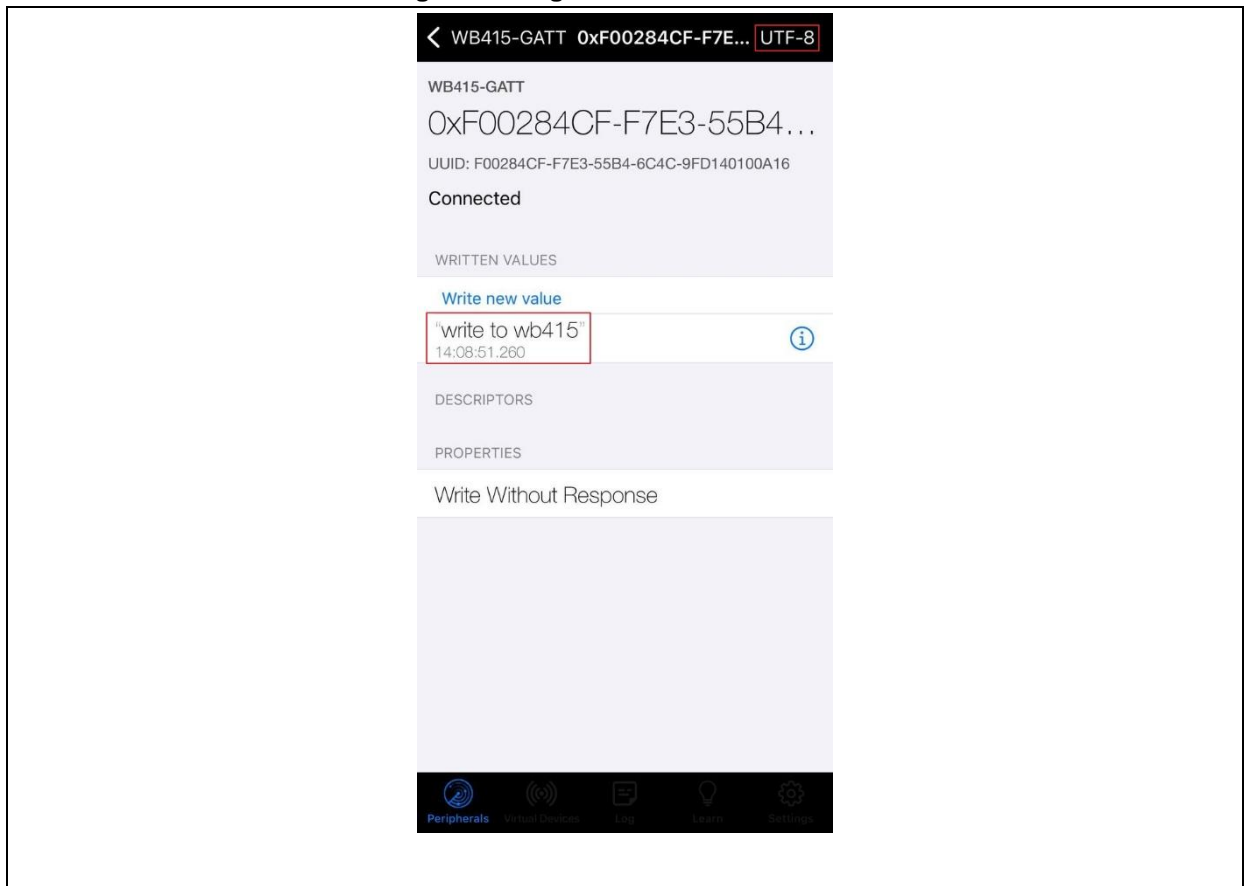 WB415-GATT 0xF00284CF-F7E... UTF-8
WB415-GATT
0xF00284CF-F7E3-55B4...
UUID: F00284CF-F7E3-55B4-6C4C-9FD140100A16
Connected
WRITTEN VALUES
Write new value
“write to wb415”
14:08:51.260
DESCRIPTORS
PROPERTIES
Write Without Response
Peripherals Virtual Devices Log Learn Settings